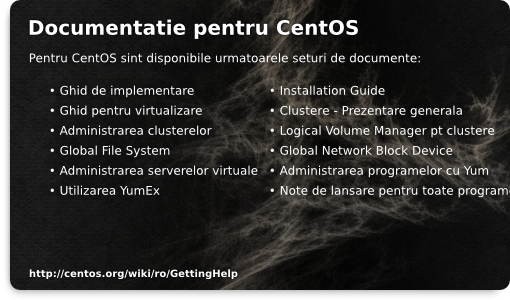 Documentatie pentru CentOS
Pentru CentOS sint disponibile urmatoarele seturi de documente:
• Ghid de implementare
• Ghid pentru virtualizare
• Administrarea clusterelor
• Global File System
• Administrarea serverelor virtuale
• Utilizarea YumEx
• Installation Guide
• Clustere - Prezentare generala
• Logical Volume Manager pt clustere
• Global Network Block Device
• Administrarea programelor cu Yum
• Note de lansare pentru toate
http://centos.org/wiki/ro/GettingHelp